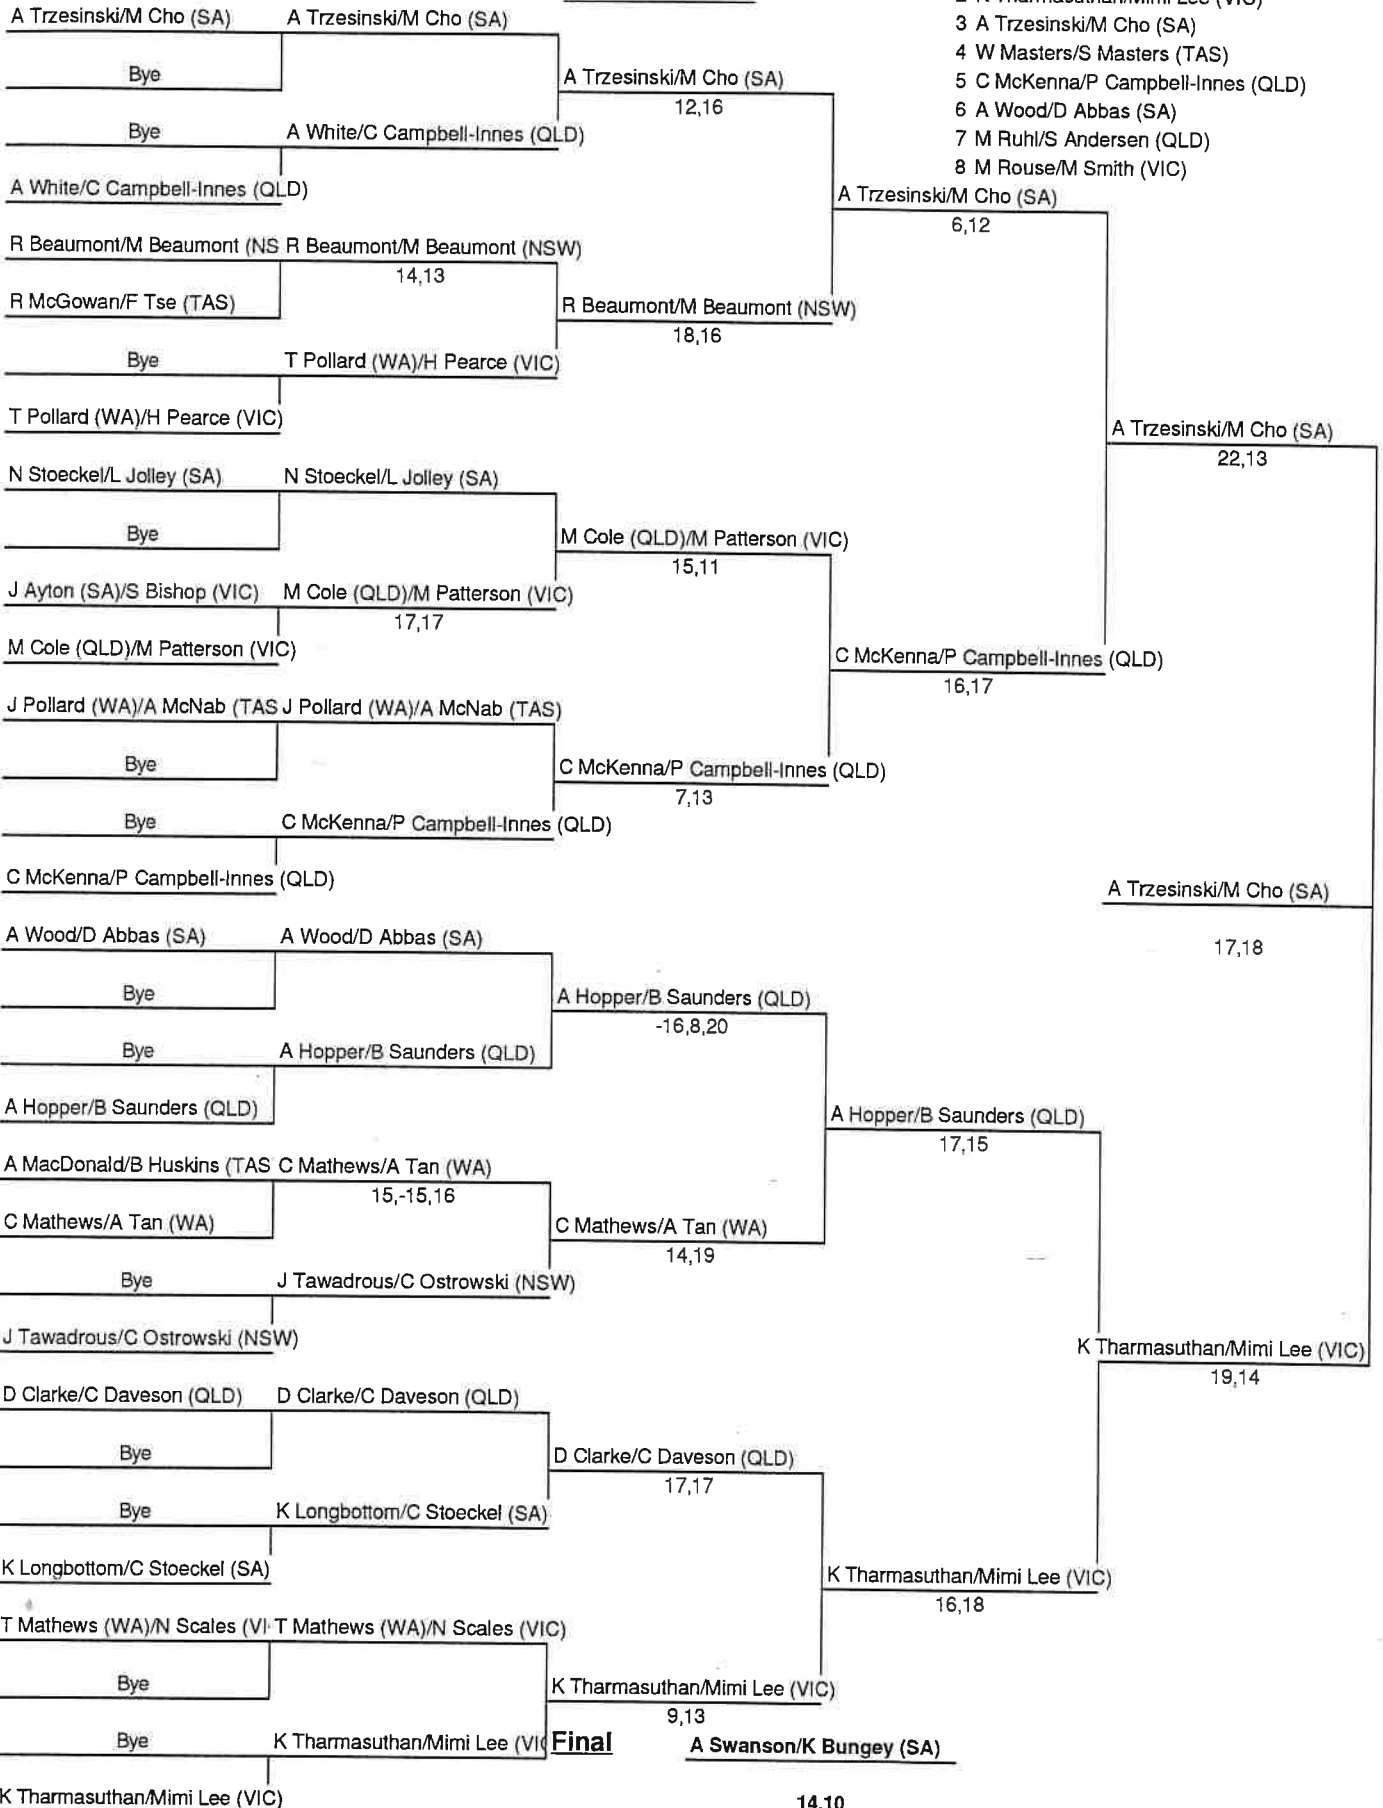 2 K Tharmasuthan/Mimi Lee (VIC)
A Trzesinski/M Cho (SA) A Trzesinski/M Cho (SA)
3 A Trzesinski/M Cho (SA)
4 W Masters/S Masters (TAS)
Bye A Trzesinski/M Cho (SA)
5 C McKenna/P Campbell-Innes (QLD)
12,16
6 A Wood/D Abbas (SA)
Bye A White/C Campbell-Innes (QLD)
7 M Ruhl/S Andersen (QLD)
8 M Rouse/M Smith (VIC)
A White/C Campbell-Innes (QLD)
A Trzesinski/M Cho (SA)
6,12
R Beaumont/M Beaumont (NS R Beaumont/M Beaumont (NSW)
14,13
R McGowan/F Tse (TAS)
R Beaumont/M Beaumont (NSW)
18,16
Bye T Pollard (WA)/H Pearce (VIC)
T Pollard (WA)/H Pearce (VIC)
A Trzesinski/M Cho (SA)
22,13
N Stoeckel/L Jolley (SA) N Stoeckel/L Jolley (SA)
Bye M Cole (QLD)/M Patterson (VIC)
15,11
J Ayton (SA)/S Bishop (VIC) M Cole (QLD)/M Patterson (VIC)
17,17
M Cole (QLD)/M Patterson (VIC)
C McKenna/P Campbell-Innes (QLD)
16,17
J Pollard (WA)/A McNab (TAS J Pollard (WA)/A McNab (TAS)
Bye C McKenna/P Campbell-Innes (QLD)
7,13
Bye C McKenna/P Campbell-Innes (QLD)
C McKenna/P Campbell-Innes (QLD)
A Trzesinski/M Cho (SA)
A Wood/D Abbas (SA) A Wood/D Abbas (SA)
17,18
Bye A Hopper/B Saunders (QLD)
-16,8,20
Bye A Hopper/B Saunders (QLD)
A Hopper/B Saunders (QLD)
A Hopper/B Saunders (QLD)
17,15
A MacDonald/B Huskins (TAS C Mathews/A Tan (WA)
15,-15,16
C Mathews/A Tan (WA) C Mathews/A Tan (WA)
14,19
Bye J Tawadrous/C Ostrowski (NSW)
J Tawadrous/C Ostrowski (NSW)
K Tharmasuthan/Mimi Lee (VIC)
19,14
D Clarke/C Daveson (QLD) D Clarke/C Daveson (QLD)
Bye D Clarke/C Daveson (QLD)
17,17
Bye K Longbottom/C Stoeckel (SA)
K Longbottom/C Stoeckel (SA)
K Tharmasuthan/Mimi Lee (VIC)
16,18
T Mathews (WA)/N Scales (VI T Mathews (WA)/N Scales (VIC)
Bye K Tharmasuthan/Mimi Lee (VIC)
9,13
Bye K Tharmasuthan/Mimi Lee (VIC Final A Swanson/K Bungey (SA)
K Tharmasuthan/Mimi Lee (VIC)
14,10